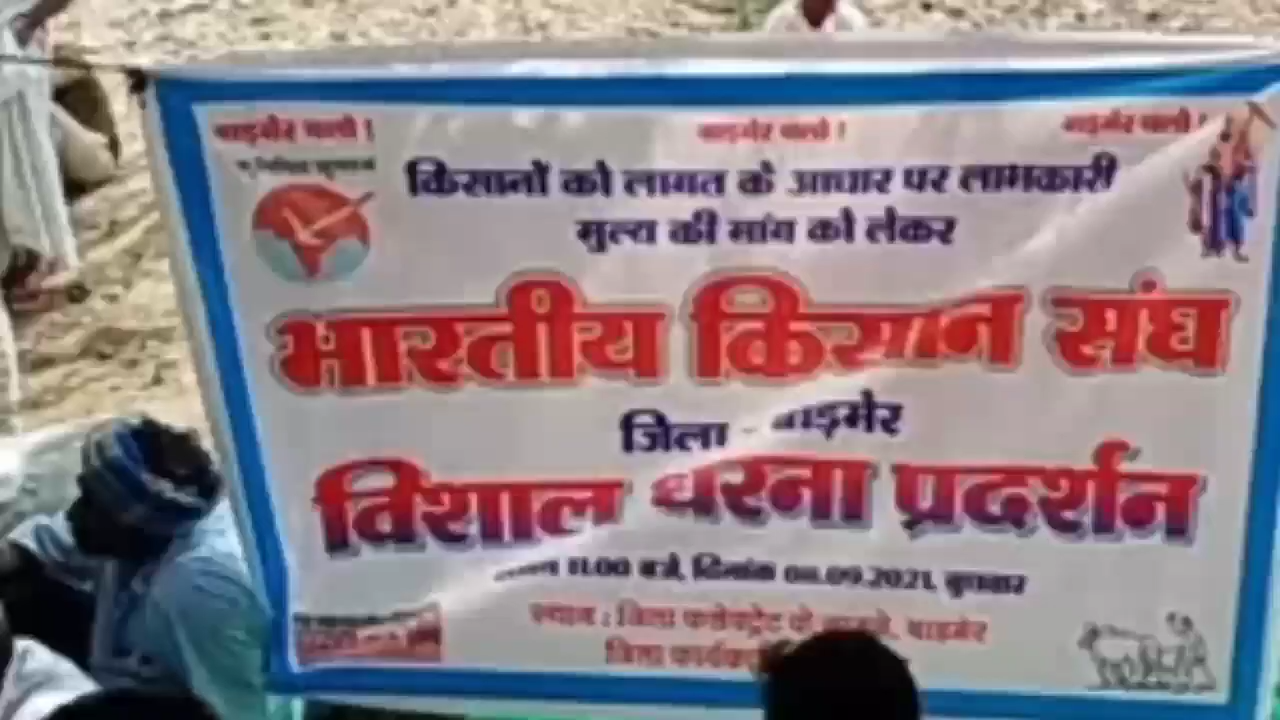 बाड़मेर चलो ! बाड़मेर चलो ! बाड़मेर चलो !
किसानों को लागत के आधार पर लाभकारी
मुल्य की मांग को लेकर
भारतीय किसान संघ
जिला - बाड़मेर
विशाल धरना प्रदर्शन
11.00 बजे, दिनांक 08.09.2021, बुधवार
स्थान : जिला कलेक्ट्रेट के सामने, बाड़मेर
जिला